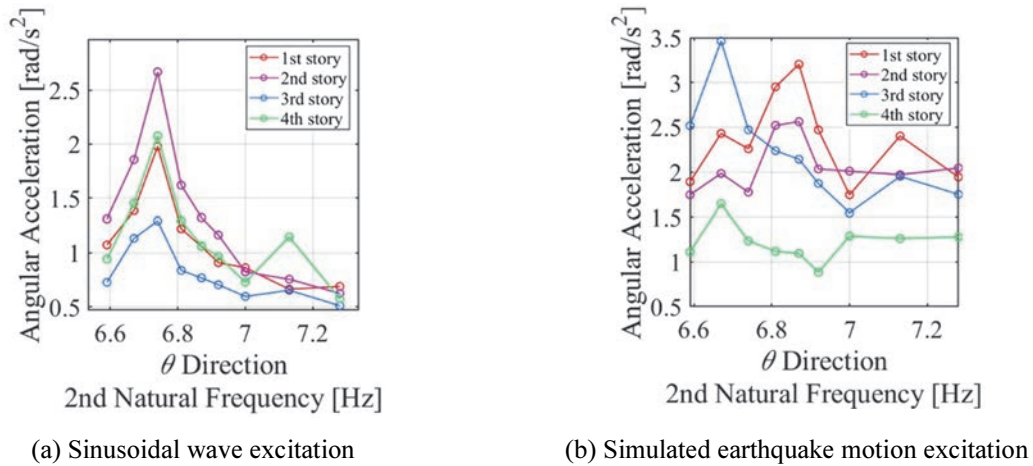 Angular Acceleration [rad/s²]
2.5
2
1.5
1
0.5
1st story
2nd story
3rd story
4th story
6.6 6.8 7 7.2
θ Direction
2nd Natural Frequency [Hz]
(a) Sinusoidal wave excitation
Angular Acceleration [rad/s²]
3.5
3
2.5
2
1.5
1
0.5
1st story
2nd story
3rd story
4th story
6.6 6.8 7 7.2
θ Direction
2nd Natural Frequency [Hz]
(b) Simulated earthquake motion excitation